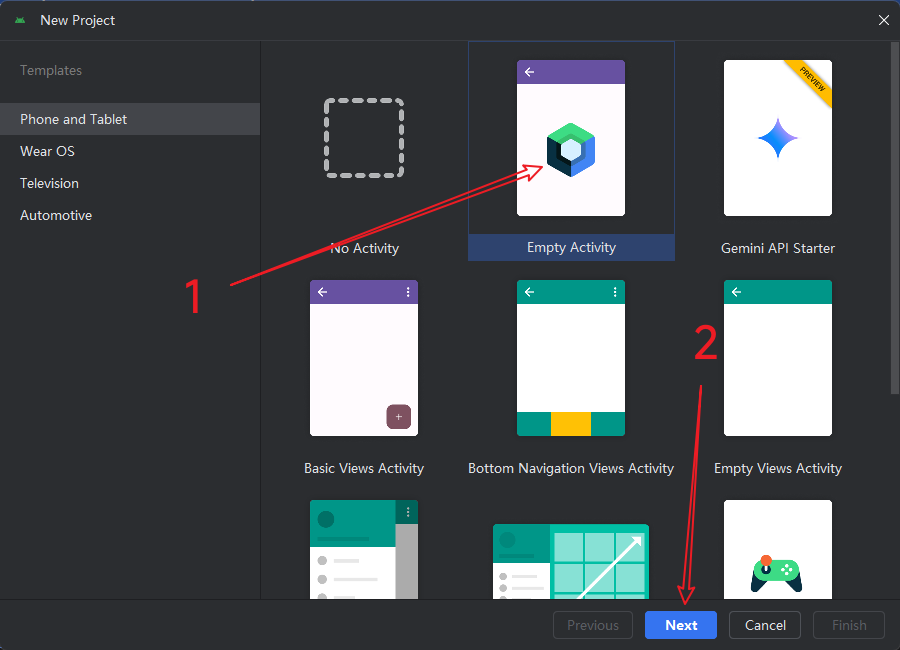 New Project
Templates
Phone and Tablet
Wear OS
Television
Automotive
PREVIEW
No Activity
Empty Activity
Gemini API Starter
1
2
Basic Views Activity
Bottom Navigation Views Activity
Empty Views Activity
Previous
Next
Cancel
Finish